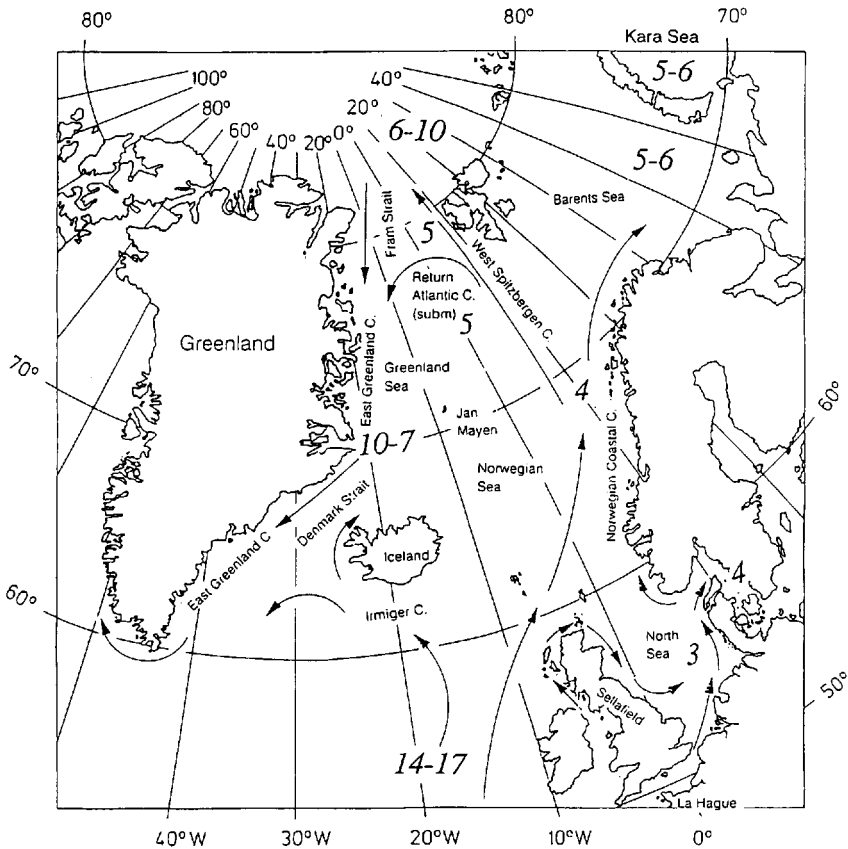 80°
80°
Kara Sea
70°
5-6
100°
40°
80°
20°
60°
40°
20°
0°
6-10
5-6
Barents Sea
Fram Strait
5
West Spitzbergen C.
Return
Atlantic C.
(subm)
5
Greenland
East Greenland C.
Greenland
Sea
70°
60°
4
Jan
Mayen
10-7
Norwegian
Sea
Norwegian Coastal C.
Denmark Strait
East Greenland C
Iceland
4
60°
Irmiger C.
North
Sea
3
50°
Sellafield
14-17
La Hague
40°W
30°W
20°W
10°W
0°